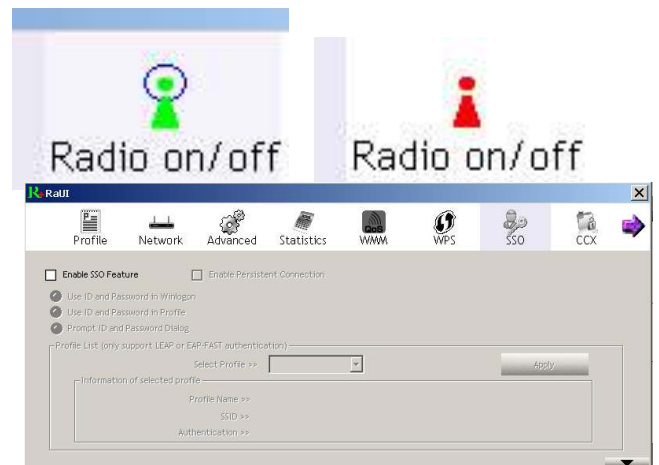 Radio on/off Radio on/off
RaUI
Profile Network Advanced Statistics QoS WMM WPS SSO CCX
Enable SSO Feature Enable Persistent Connection
Use ID and Password in Winlogon
Use ID and Password in Profile
Prompt ID and Password Dialog
Profile List (only support LEAP or EAP-FAST authentication)
Select Profile >> Apply
Information of selected profile
Profile Name >>
SSID >>
Authentication >>